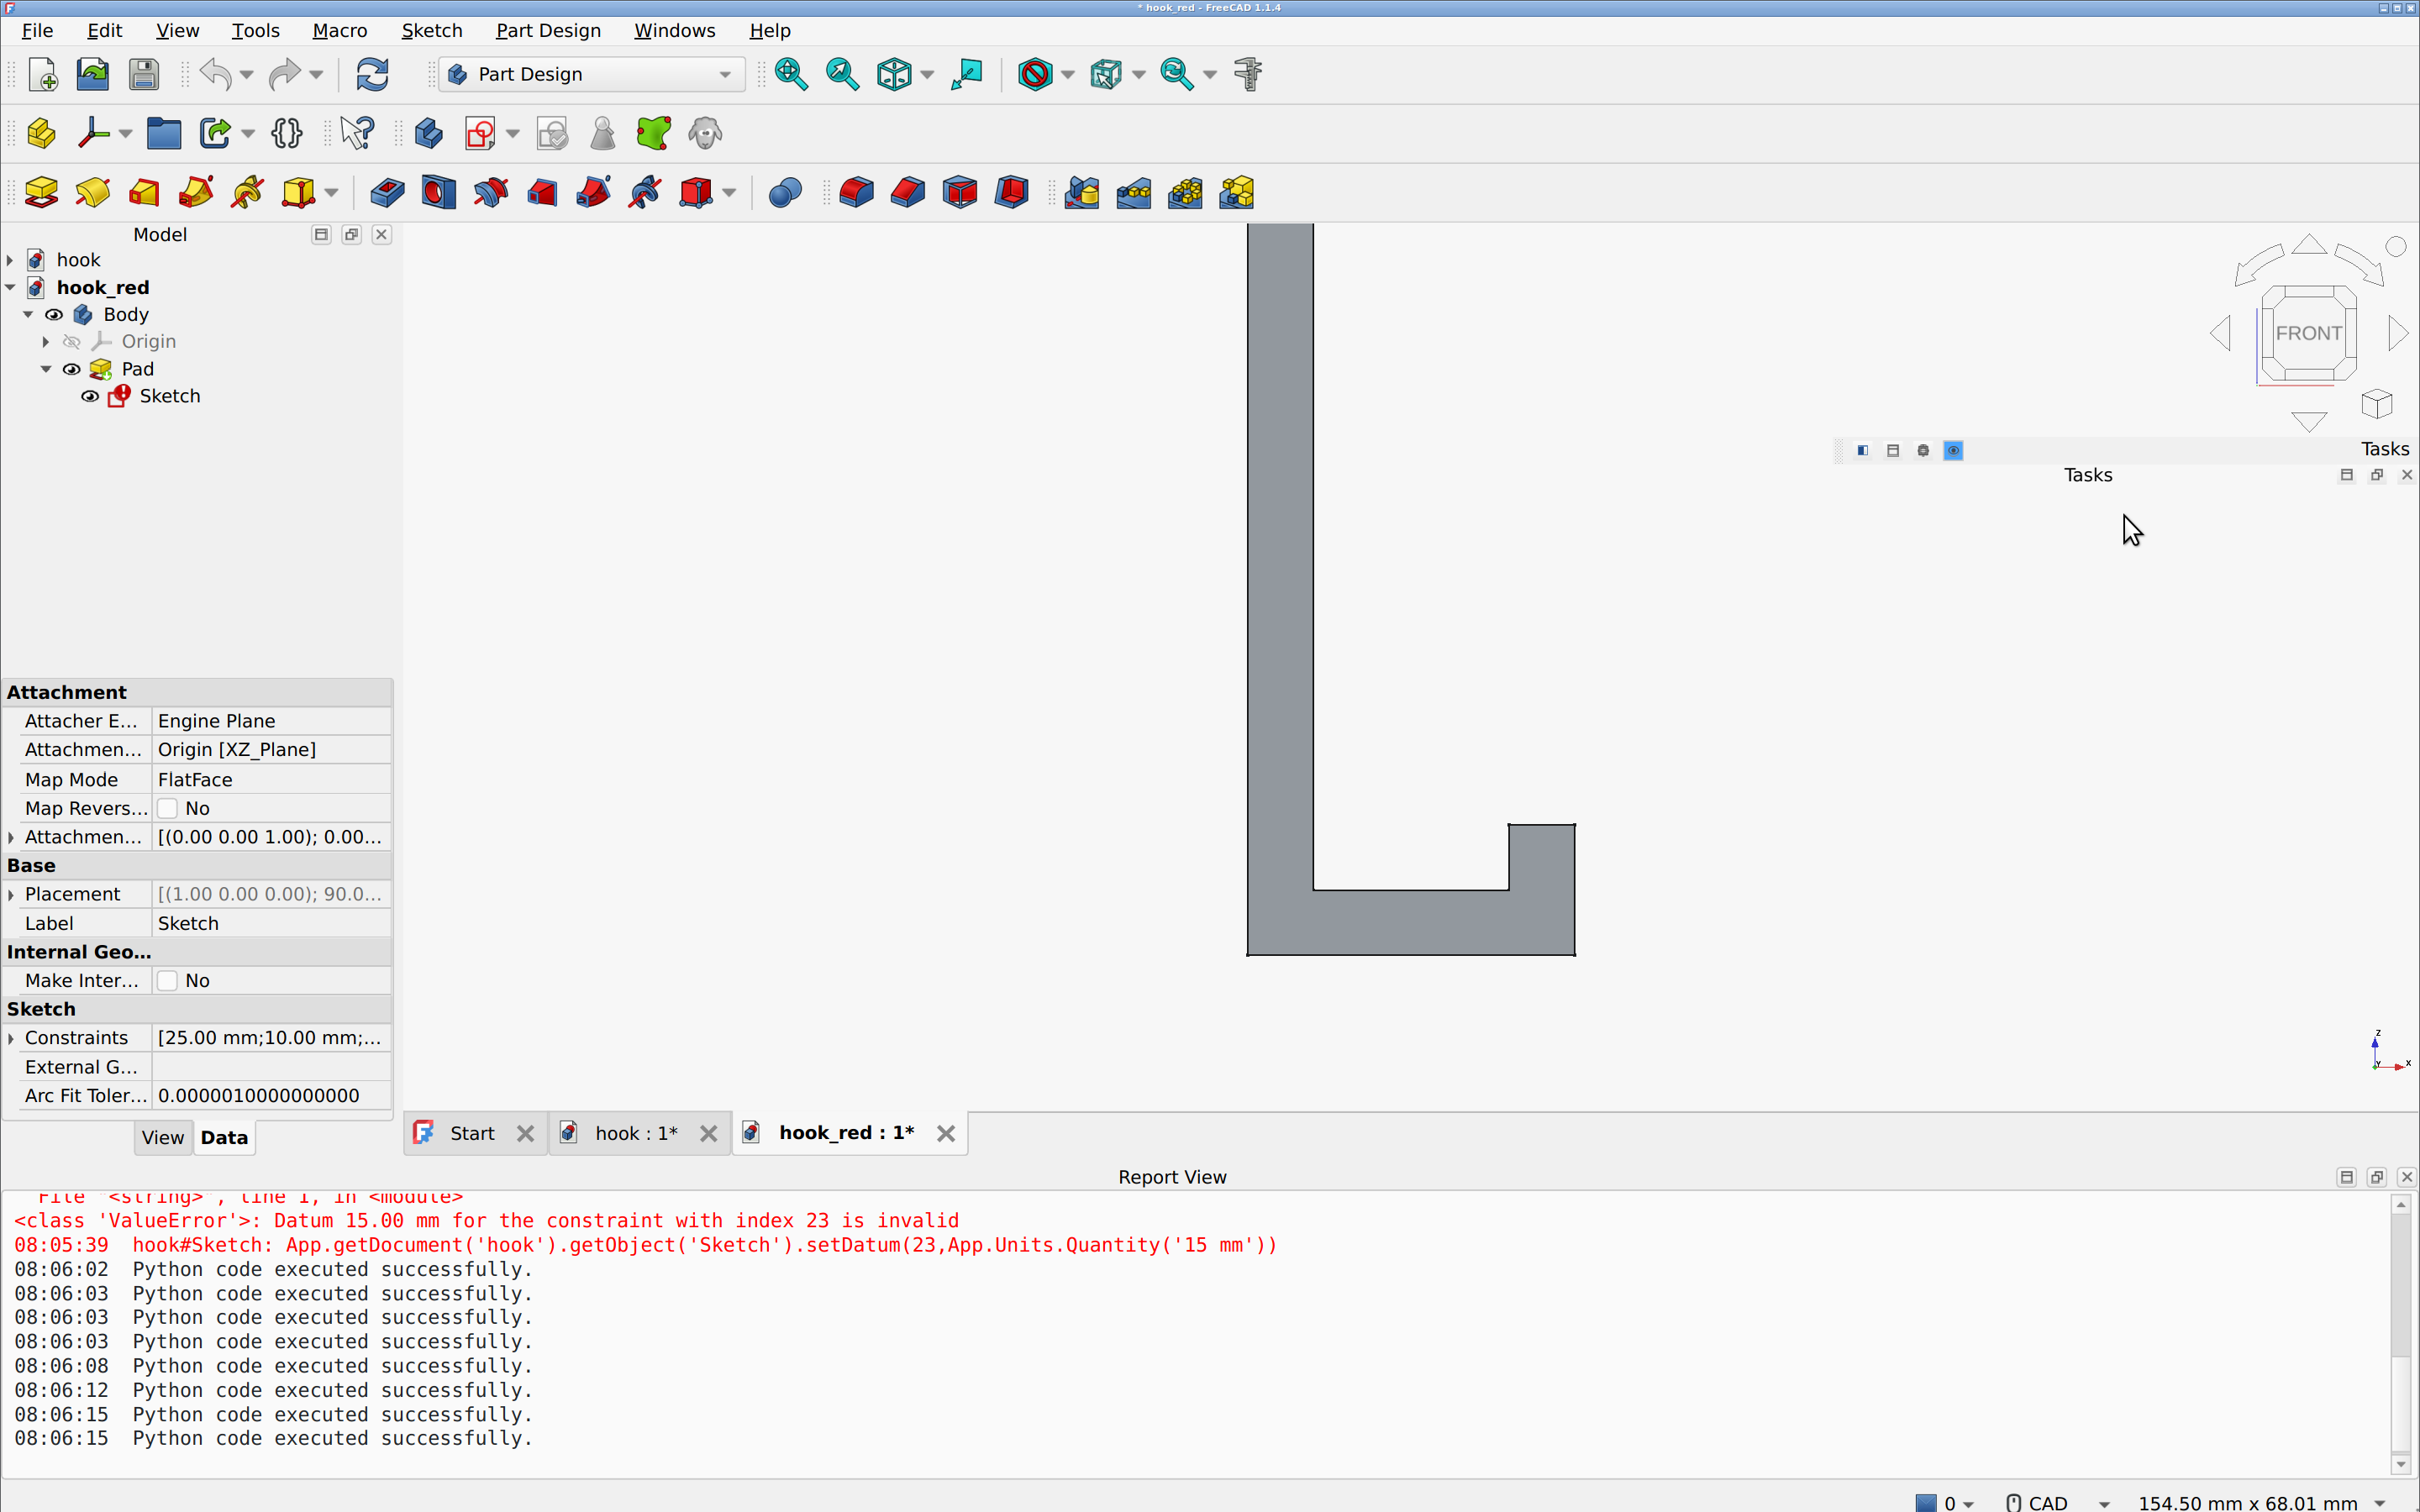 * hook_red - FreeCAD 1.1.4
File Edit View Tools Macro Sketch Part Design Windows Help
Part Design
Model
hook
hook_red
Body
Origin
Pad
Sketch
FRONT
Tasks
Tasks
Attachment
Attacher E... Engine Plane
Attachmen... Origin [XZ_Plane]
Map Mode FlatFace
Map Revers... No
Attachmen... [(0.00 0.00 1.00); 0.00...
Base
Placement [(1.00 0.00 0.00); 90.0...
Label Sketch
Internal Geo...
Make Inter... No
Sketch
Constraints [25.00 mm;10.00 mm;...
External G...
Arc Fit Toler... 0.0000010000000000
View Data
z
Y x
Start hook : 1* hook_red : 1*
Report View
File "<string>", line 1, in <module>
<class 'ValueError'>: Datum 15.00 mm for the constraint with index 23 is invalid
08:05:39 hook#Sketch: App.getDocument('hook').getObject('Sketch').setDatum(23,App.Units.Quantity('15 mm'))
08:06:02 Python code executed successfully.
08:06:03 Python code executed successfully.
08:06:03 Python code executed successfully.
08:06:03 Python code executed successfully.
08:06:08 Python code executed successfully.
08:06:12 Python code executed successfully.
08:06:15 Python code executed successfully.
08:06:15 Python code executed successfully.
0 CAD 154.50 mm x 68.01 mm